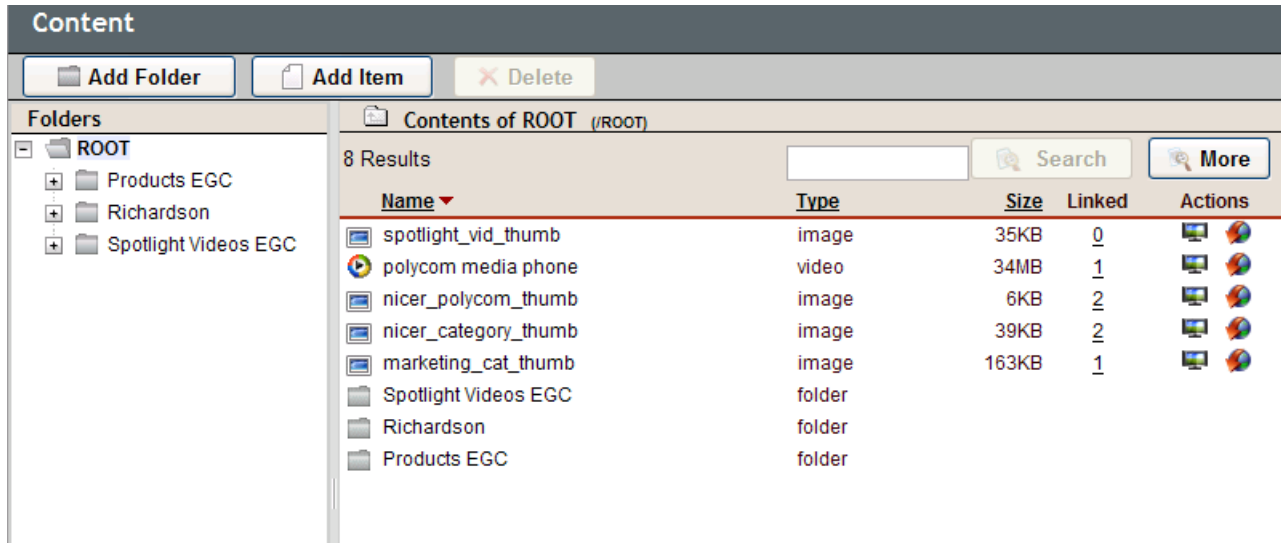 Content
Add Folder Add Item Delete
Folders
ROOT
Products EGC
Richardson
Spotlight Videos EGC
Contents of ROOT (/ROOT)
8 Results Search More
Name Type Size Linked Actions
spotlight_vid_thumb image 35KB 0
polycom media phone video 34MB 1
nicer_polycom_thumb image 6KB 2
nicer_category_thumb image 39KB 2
marketing_cat_thumb image 163KB 1
Spotlight Videos EGC folder
Richardson folder
Products EGC folder